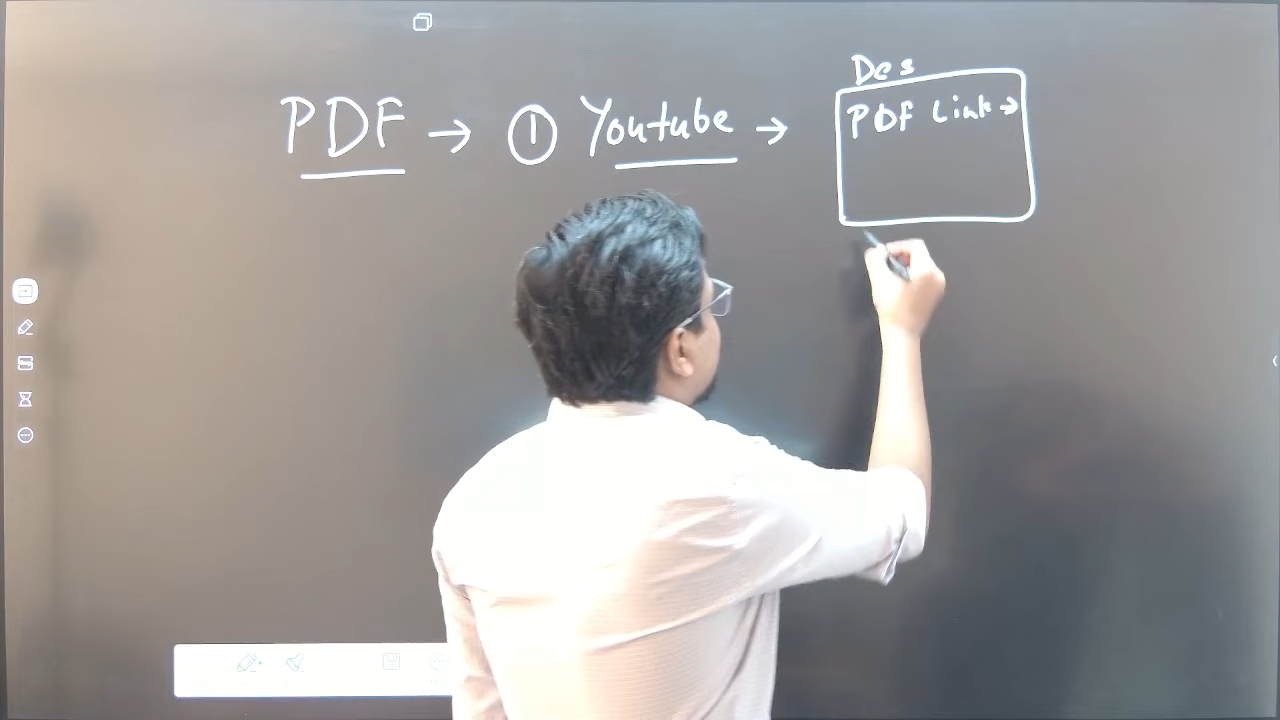 Des
PDF → ① Youtube → PDF Link →